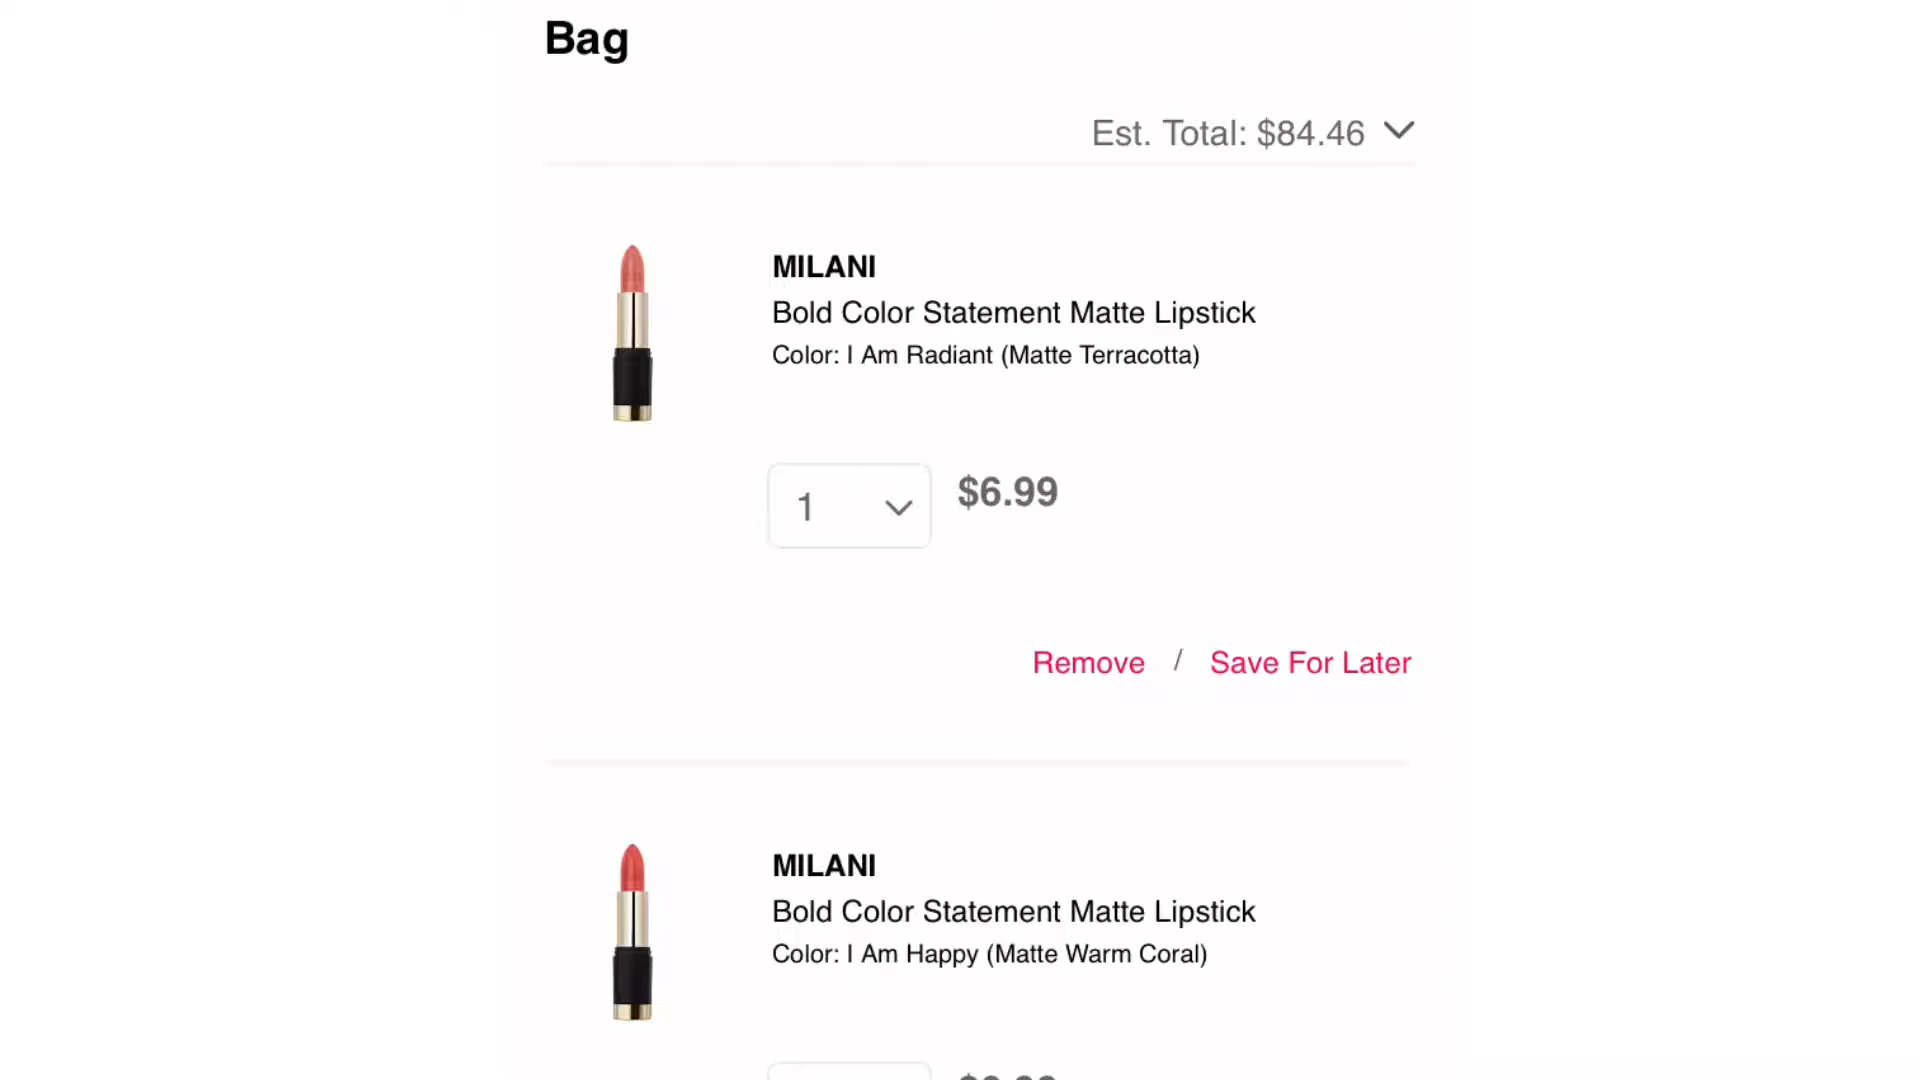 Bag
Est. Total: $84.46
MILANI
Bold Color Statement Matte Lipstick
Color: I Am Radiant (Matte Terracotta)
1 $6.99
Remove / Save For Later
MILANI
Bold Color Statement Matte Lipstick
Color: I Am Happy (Matte Warm Coral)